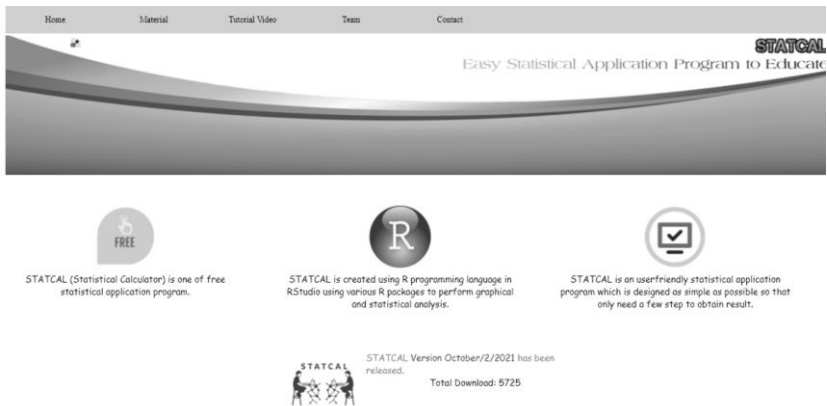 Home Material Tutorial Video Team Contact
STATCAL
Easy Statistical Application Program to Educate
FREE
STATCAL (Statistical Calculator) is one of free
statistical application program.
R
STATCAL is created using R programming language in
RStudio using various R packages to perform graphical
and statistical analysis.
STATCAL is an userfriendly statistical application
program which is designed as simple as possible so that
only need a few step to obtain result.
STATCAL
STATCAL Version October/2/2021 has been
released.
Total Download: 5725